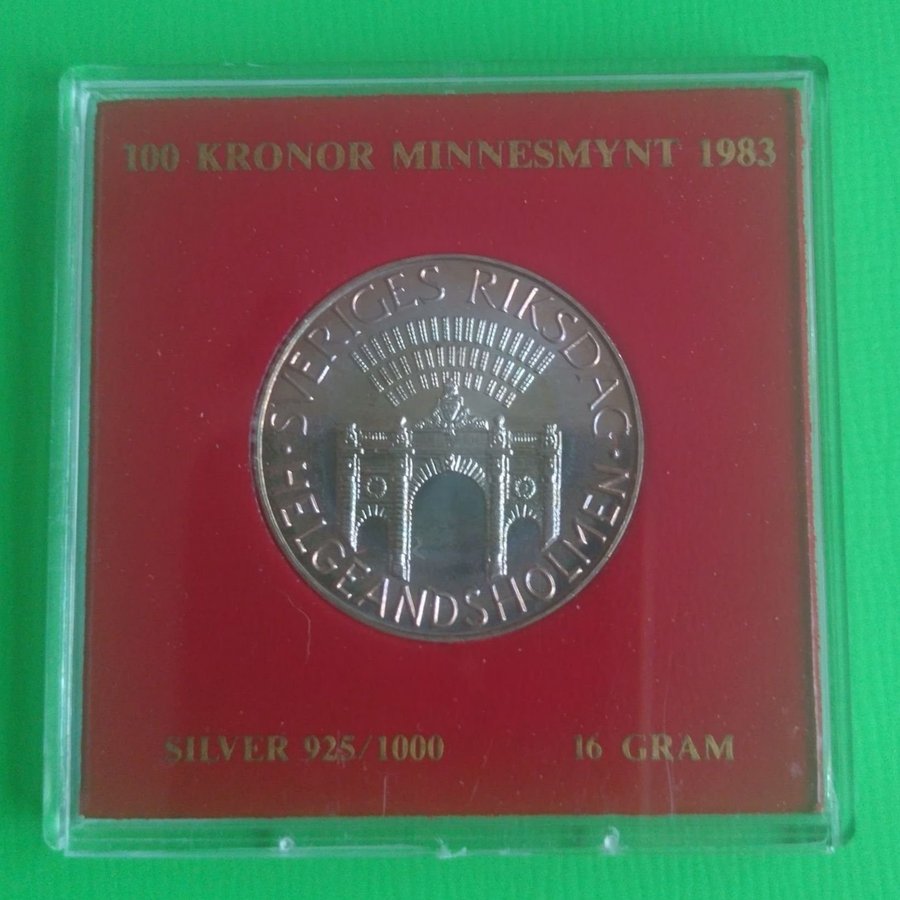 100 KRONOR MINNESMYNT 1983
SVERIGES RIKSDAG
· HELGEANDSHOLMEN ·
SILVER 925/1000 16 GRAM